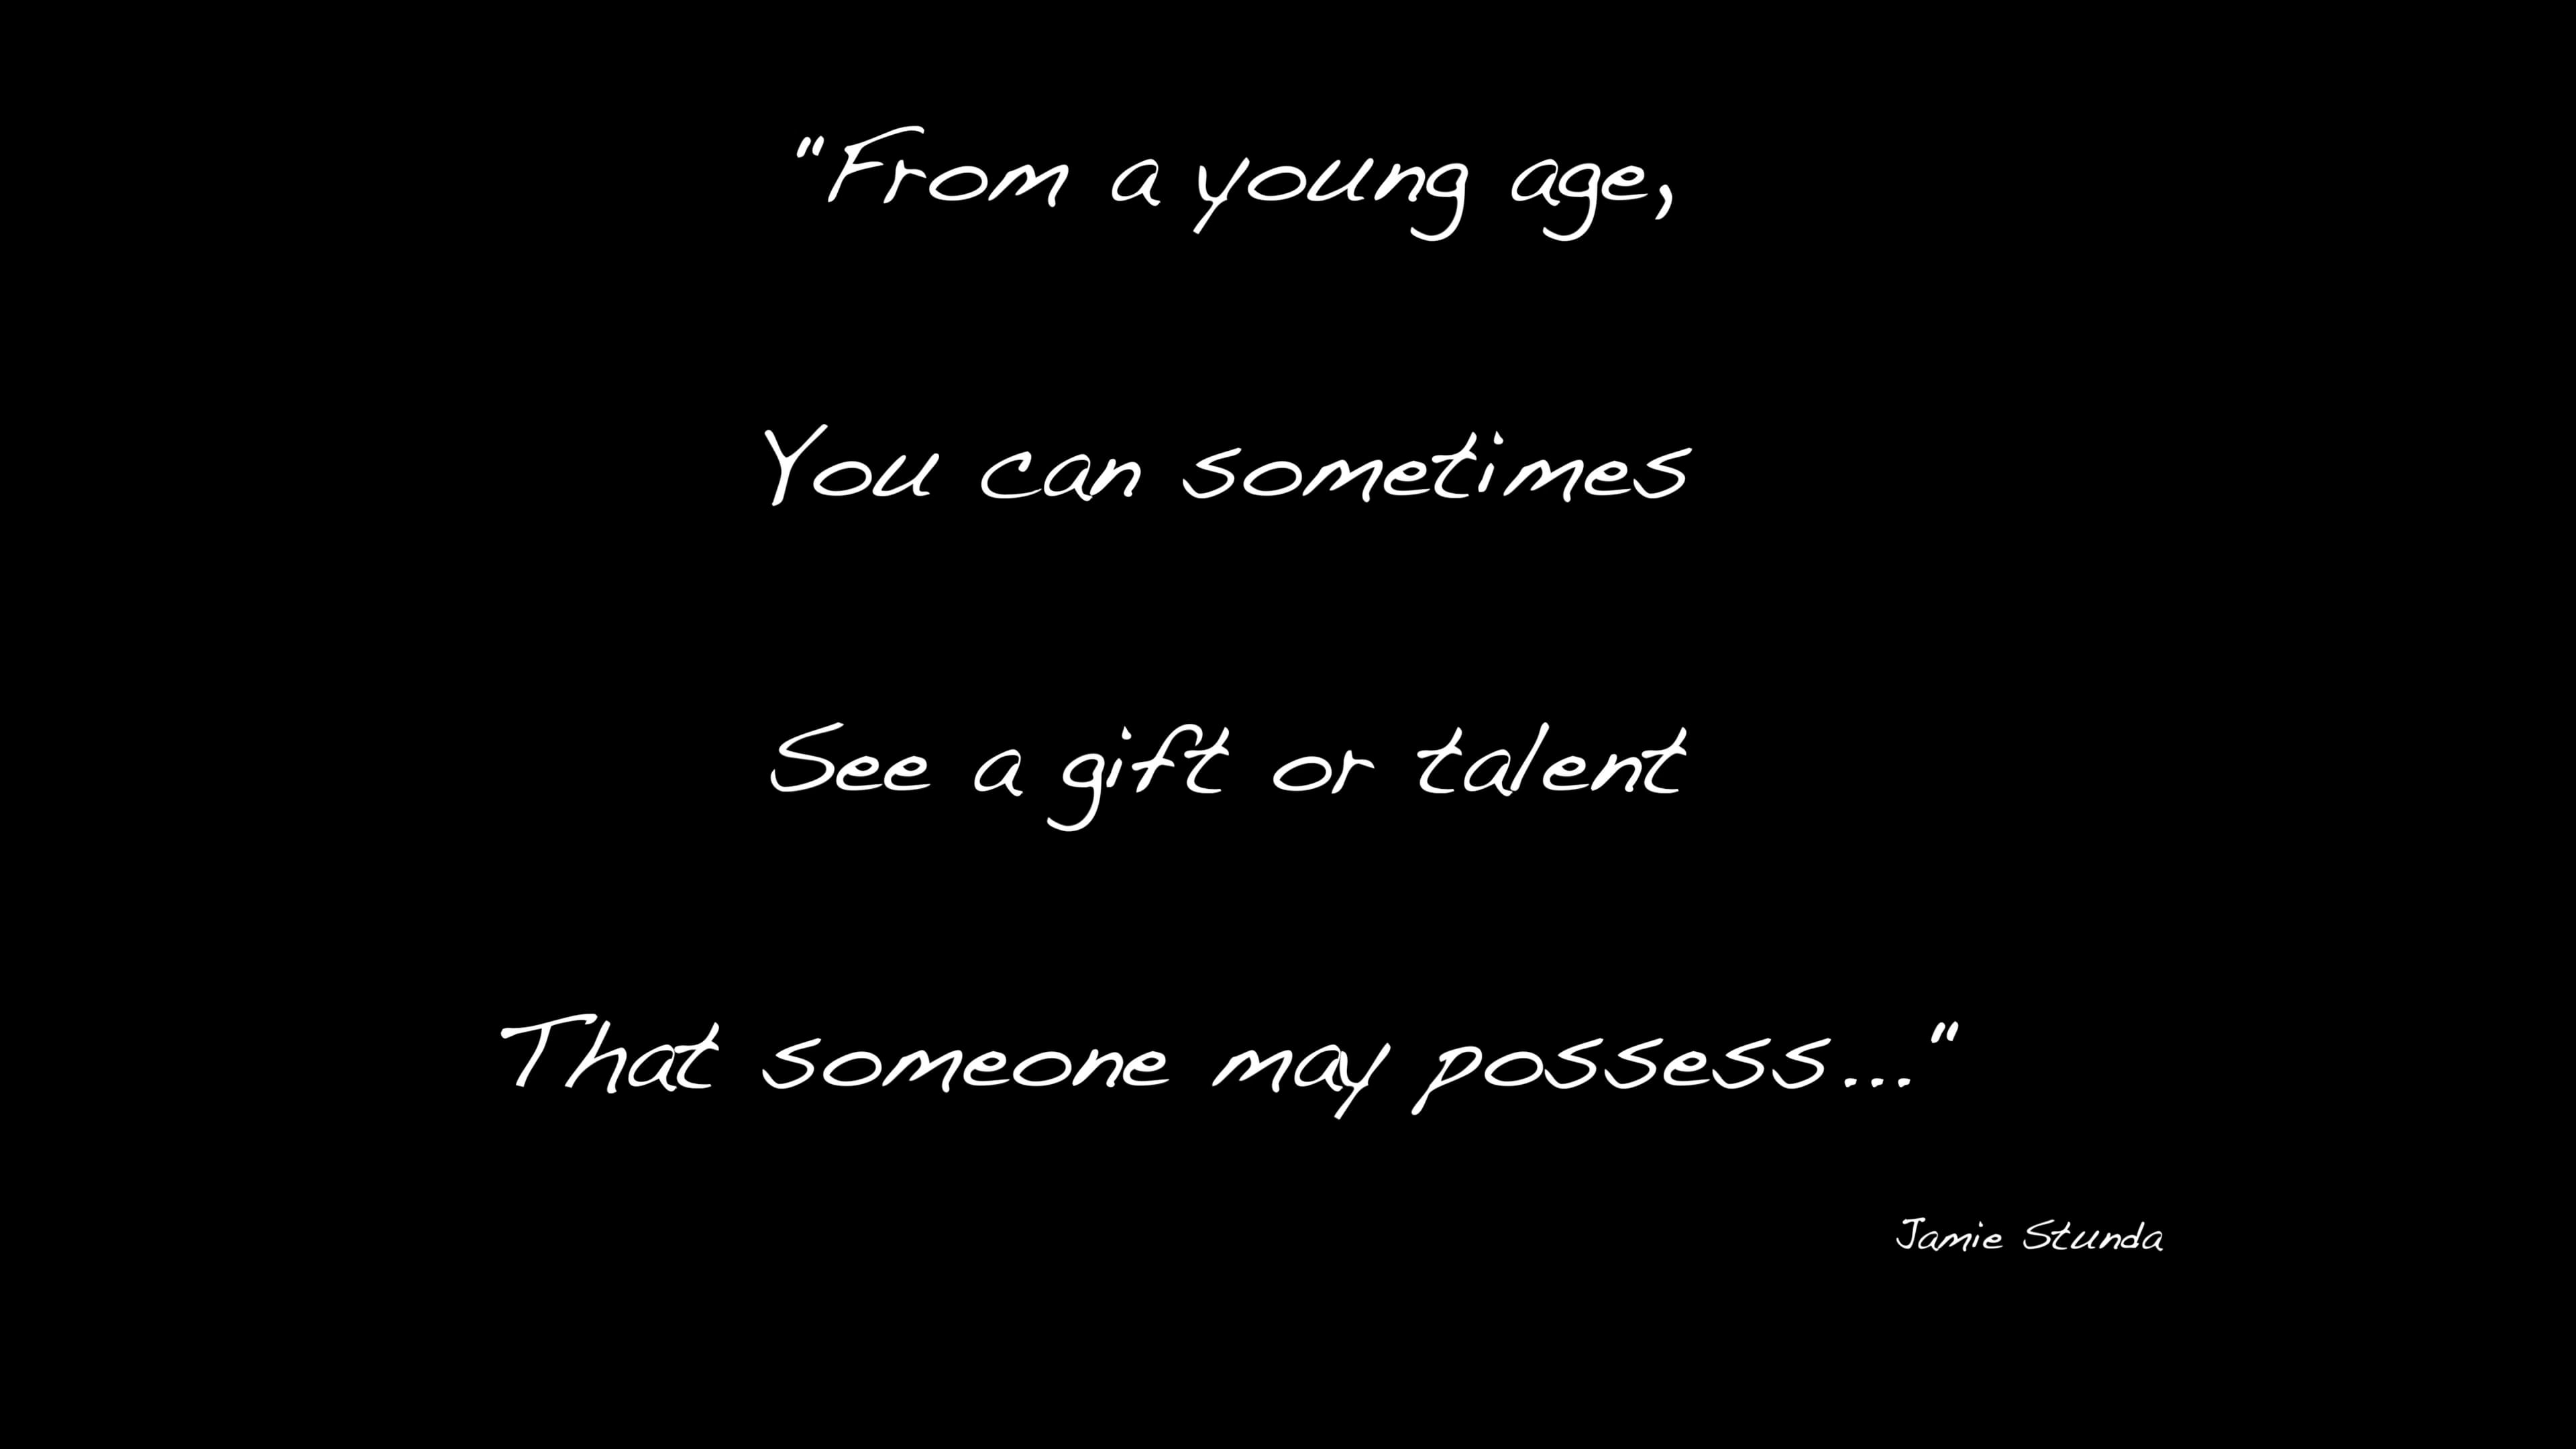 "From a young age,
You can sometimes
See a gift or talent
That someone may possess..."
Jamie Stunda